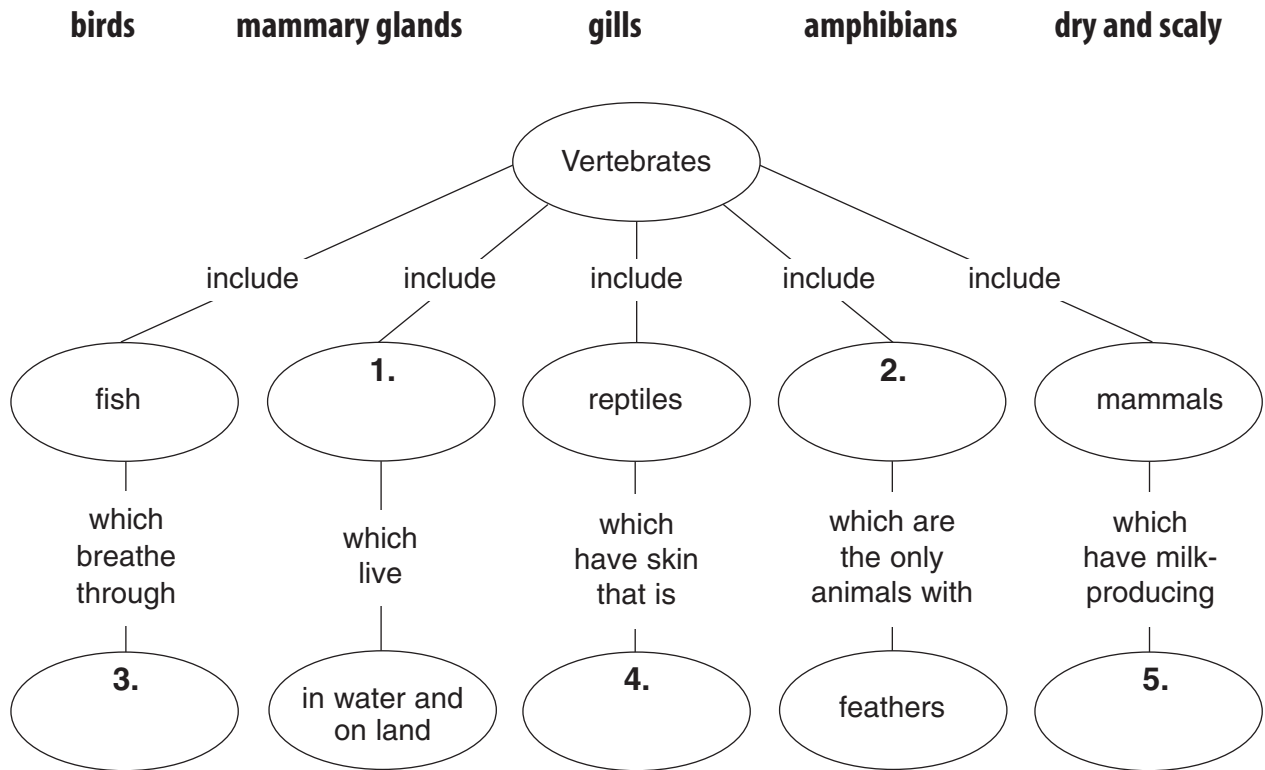 birds mammary glands gills amphibians dry and scaly
Vertebrates
include include include include include
fish
1.
reptiles
2.
mammals
which
breathe
through
which
live
which
have skin
that is
which are
the only
animals with
which
have milk-
producing
3.
in water and
on land
4.
feathers
5.